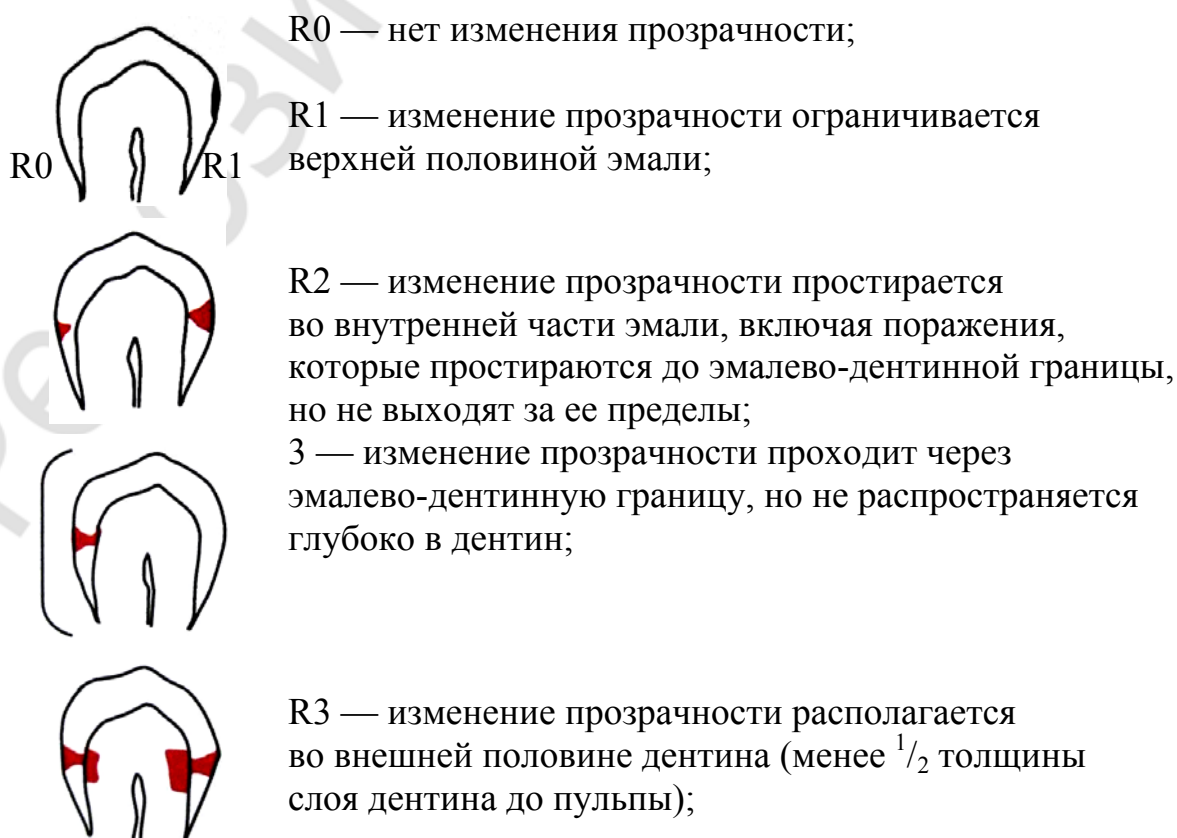 R0 — нет изменения прозрачности;
R1 — изменение прозрачности ограничивается
верхней половиной эмали;
R0
R1
R2 — изменение прозрачности простирается
во внутренней части эмали, включая поражения,
которые простираются до эмалево-дентинной границы,
но не выходят за ее пределы;
3 — изменение прозрачности проходит через
эмалево-дентинную границу, но не распространяется
глубоко в дентин;
R3 — изменение прозрачности располагается
во внешней половине дентина (менее 1/2 толщины
слоя дентина до пульпы);